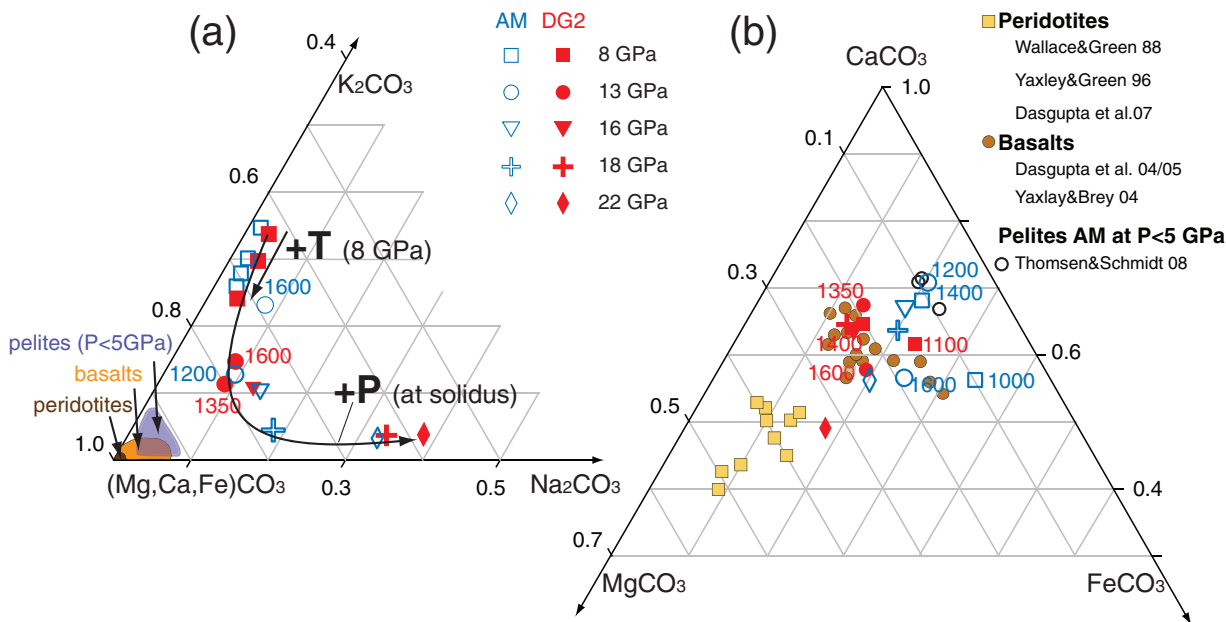 (a)
0.4
K2CO3
0.6
+T (8 GPa)
1600
0.8
pelites (P<5GPa)
basalts
peridotites
1200
1600
1350
+P (at solidus)
1.0
(Mg,Ca,Fe)CO3
0.3
0.5
Na2CO3
AM DG2
8 GPa
13 GPa
16 GPa
18 GPa
22 GPa
(b)
CaCO3
1.0
0.1
0.3
1350
1200
1400
1400
1100
0.6
1600
1600
1000
0.5
0.4
0.7
MgCO3
FeCO3
Peridotites
Wallace&Green 88
Yaxley&Green 96
Dasgupta et al.07
Basalts
Dasgupta et al. 04/05
Yaxlay&Brey 04
Pelites AM at P<5 GPa
Thomsen&Schmidt 08